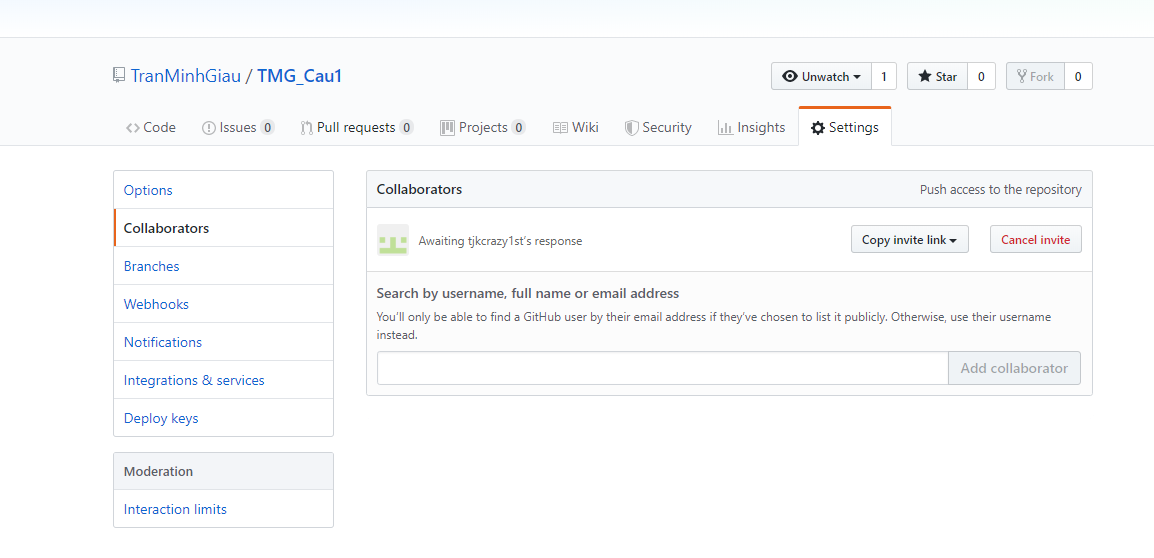 TranMinhGiau / TMG_Cau1
Unwatch 1 Star 0 Fork 0
Code Issues 0 Pull requests 0 Projects 0 Wiki Security Insights Settings
Options
Collaborators
Branches
Webhooks
Notifications
Integrations & services
Deploy keys
Moderation
Interaction limits
Collaborators Push access to the repository
Awaiting tjkcrazy1st's response Copy invite link Cancel invite
Search by username, full name or email address
You'll only be able to find a GitHub user by their email address if they've chosen to list it publicly. Otherwise, use their username
instead.
Add collaborator